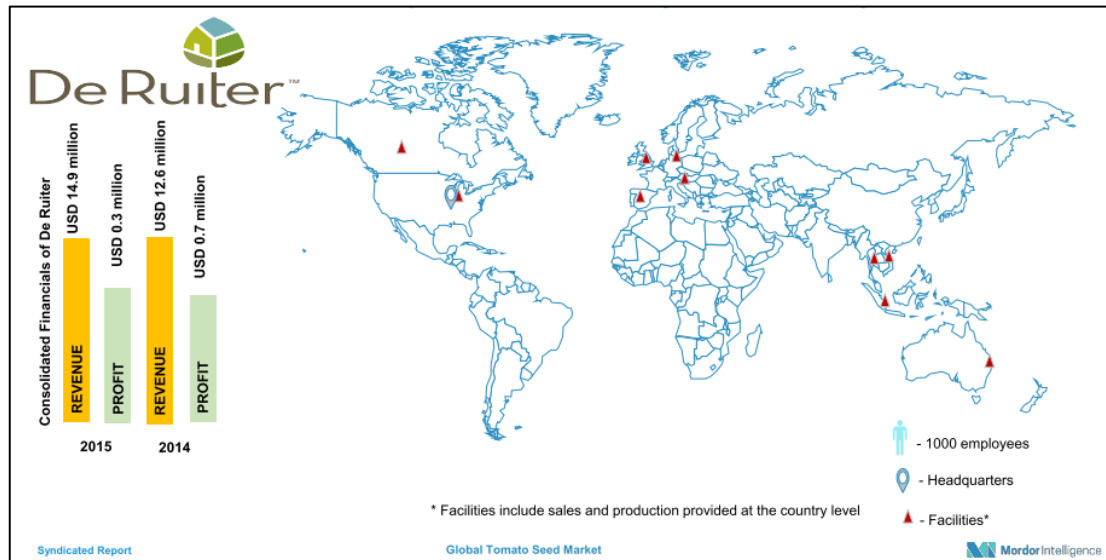 De Ruiter™
Consolidated Financials of De Ruiter
USD 14.9 million
REVENUE
USD 0.3 million
PROFIT
2015
USD 12.6 million
REVENUE
USD 0.7 million
PROFIT
2014
- 1000 employees
- Headquarters
- Facilities*
* Facilities include sales and production provided at the country level
Syndicated Report
Global Tomato Seed Market
MordorIntelligence